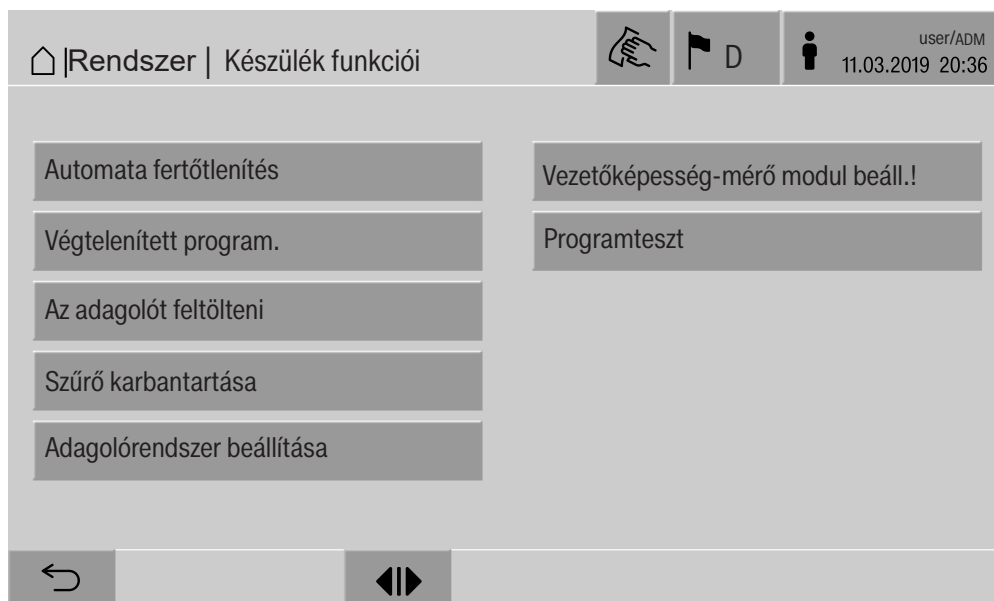 |Rendszer | Készülék funkciói
D
user/ADM
11.03.2019 20:36
Automata fertőtlenítés
Végtelenített program.
Az adagolót feltölteni
Szűrő karbantartása
Adagolórendszer beállítása
Vezetőképesség-mérő modul beáll.!
Programteszt